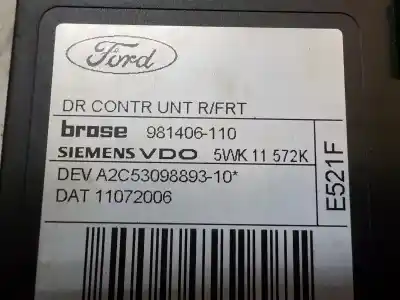 Ford
DR CONTR UNT R/FRT
brose 981406-110
SIEMENS VDO 5WK 11 572K
DEV A2C53098893-10*
DAT 11072006
E521F